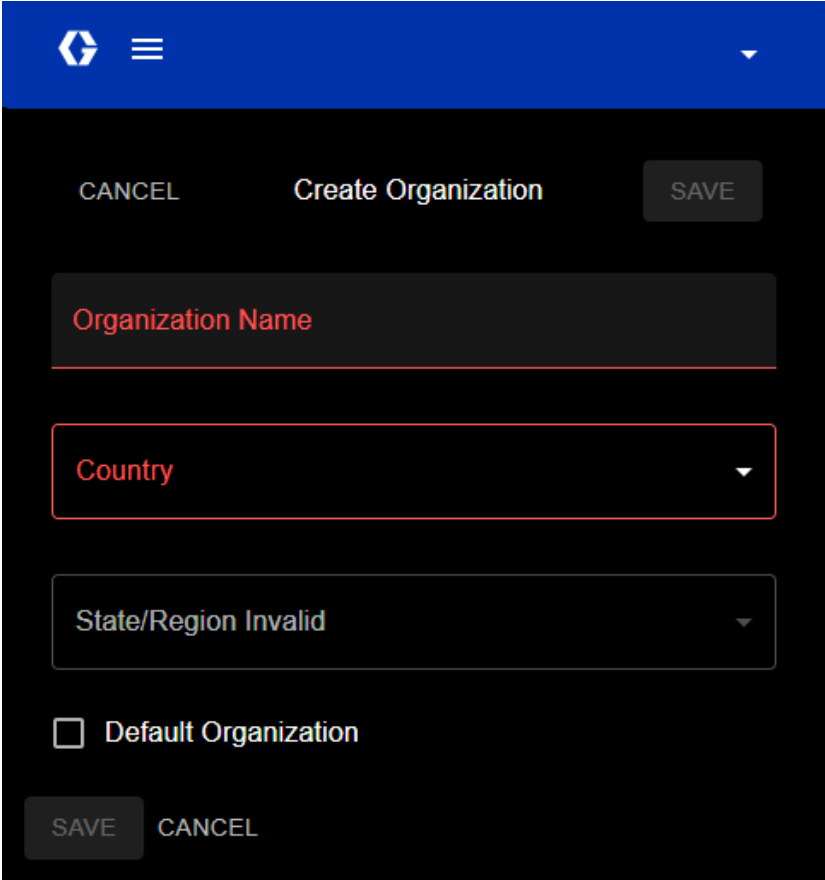 CANCEL Create Organization SAVE
Organization Name
Country
State/Region Invalid
Default Organization
SAVE CANCEL